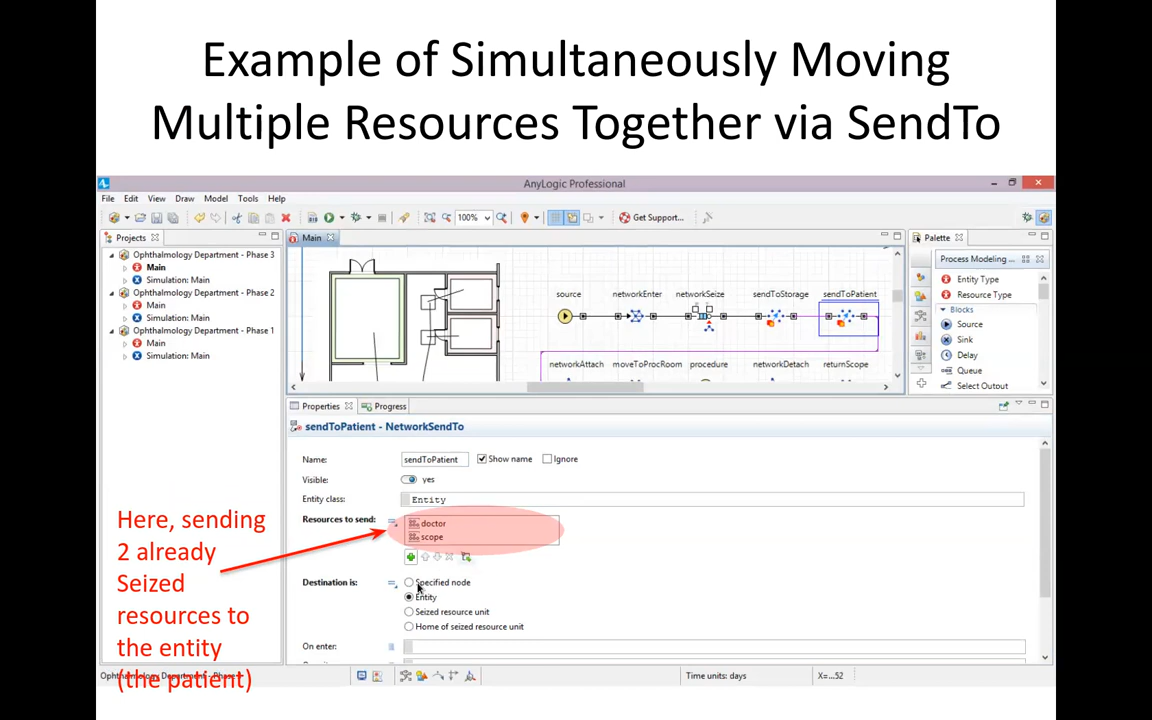 Example of Simultaneously Moving
Multiple Resources Together via SendTo
AnyLogic Professional
File Edit View Draw Model Tools Help
100%
Get Support...
Projects
Ophthalmology Department - Phase 3
Main
Simulation: Main
Ophthalmology Department - Phase 2
Main
Simulation: Main
Ophthalmology Department - Phase 1
Main
Simulation: Main
Main
source networkEnter networkSeize sendToStorage sendToPatient
networkAttach moveToProcRoom procedure networkDetach returnScope
Palette
Process Modeling ...
Entity Type
Resource Type
Blocks
Source
Sink
Delay
Queue
Select Output
Properties Progress
sendToPatient - NetworkSendTo
Name: sendToPatient Show name Ignore
Visible: yes
Entity class: Entity
Resources to send: doctor
scope
Destination is: Specified node
Entity
Seized resource unit
Home of seized resource unit
On enter:
Here, sending
2 already
Seized
resources to
the entity
(the patient)
Ophthalmology Department - Phase
Time units: days
X=...52